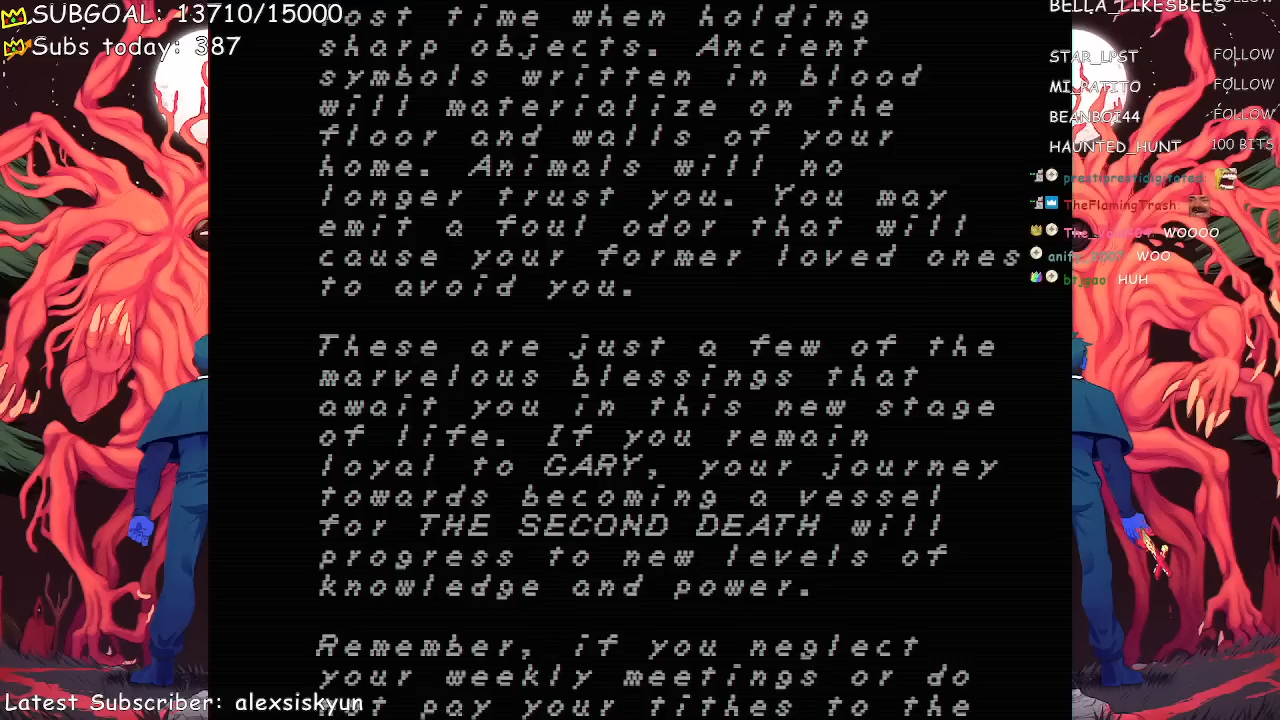 SUBGOAL: 13710/15000
Subs today: 387
ost time when holding
sharp objects. Ancient
symbols written in blood
will materialize on the
floor and walls of your
home. Animals will no
longer trust you. You may
emit a foul odor that will
cause your former loved ones
to avoid you.
These are just a few of the
marvelous blessings that
await you in this new stage
of life. If you remain
loyal to GARY, your journey
towards becoming a vessel
for THE SECOND DEATH will
progress to new levels of
knowledge and power.
Remember, if you neglect
your weekly meetings or do
not pay your tithes to the
BELLA_LIKESBEES
STAR_LPST FOLLOW
MI_PATITO FOLLOW
BEANBOI44 FOLLOW
HAUNTED_HUNT 100 BITS
prestigrestidigitated:
TheFlamingTrash
WOOOO
WOO
btjgao: HUH
Latest Subscriber: alexsiskyun